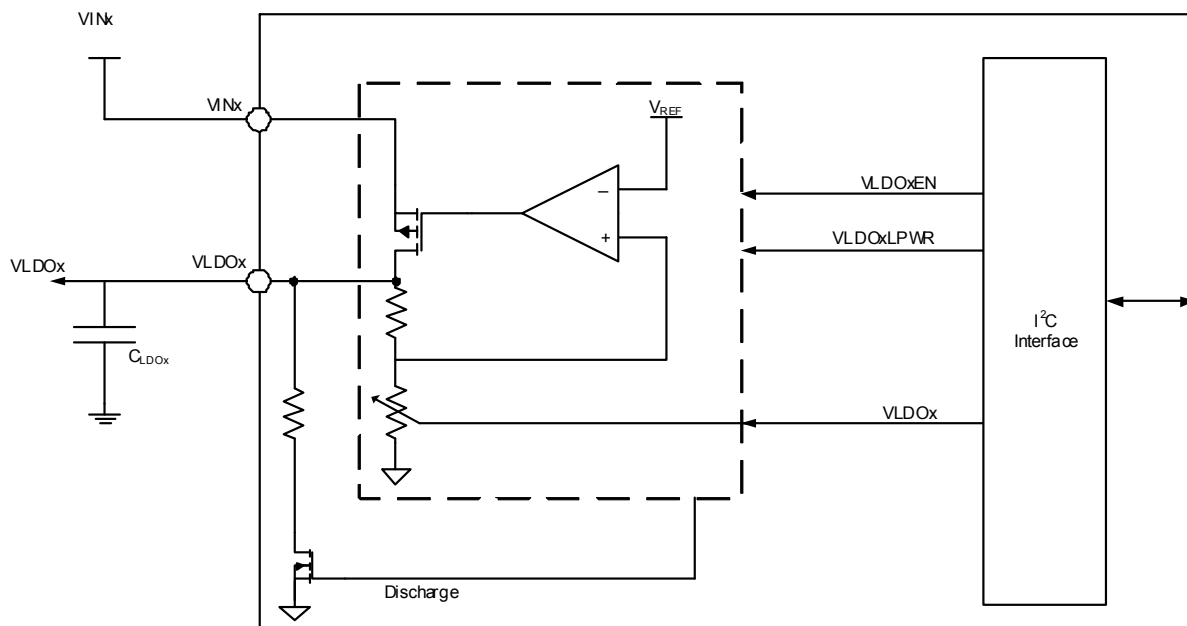 VINx
VINx
VREF
−
+
VLDOxEN
VLDOxLPWR
VLDOx
VLDOx
CLDOx
I²C
Interface
VLDOx
Discharge